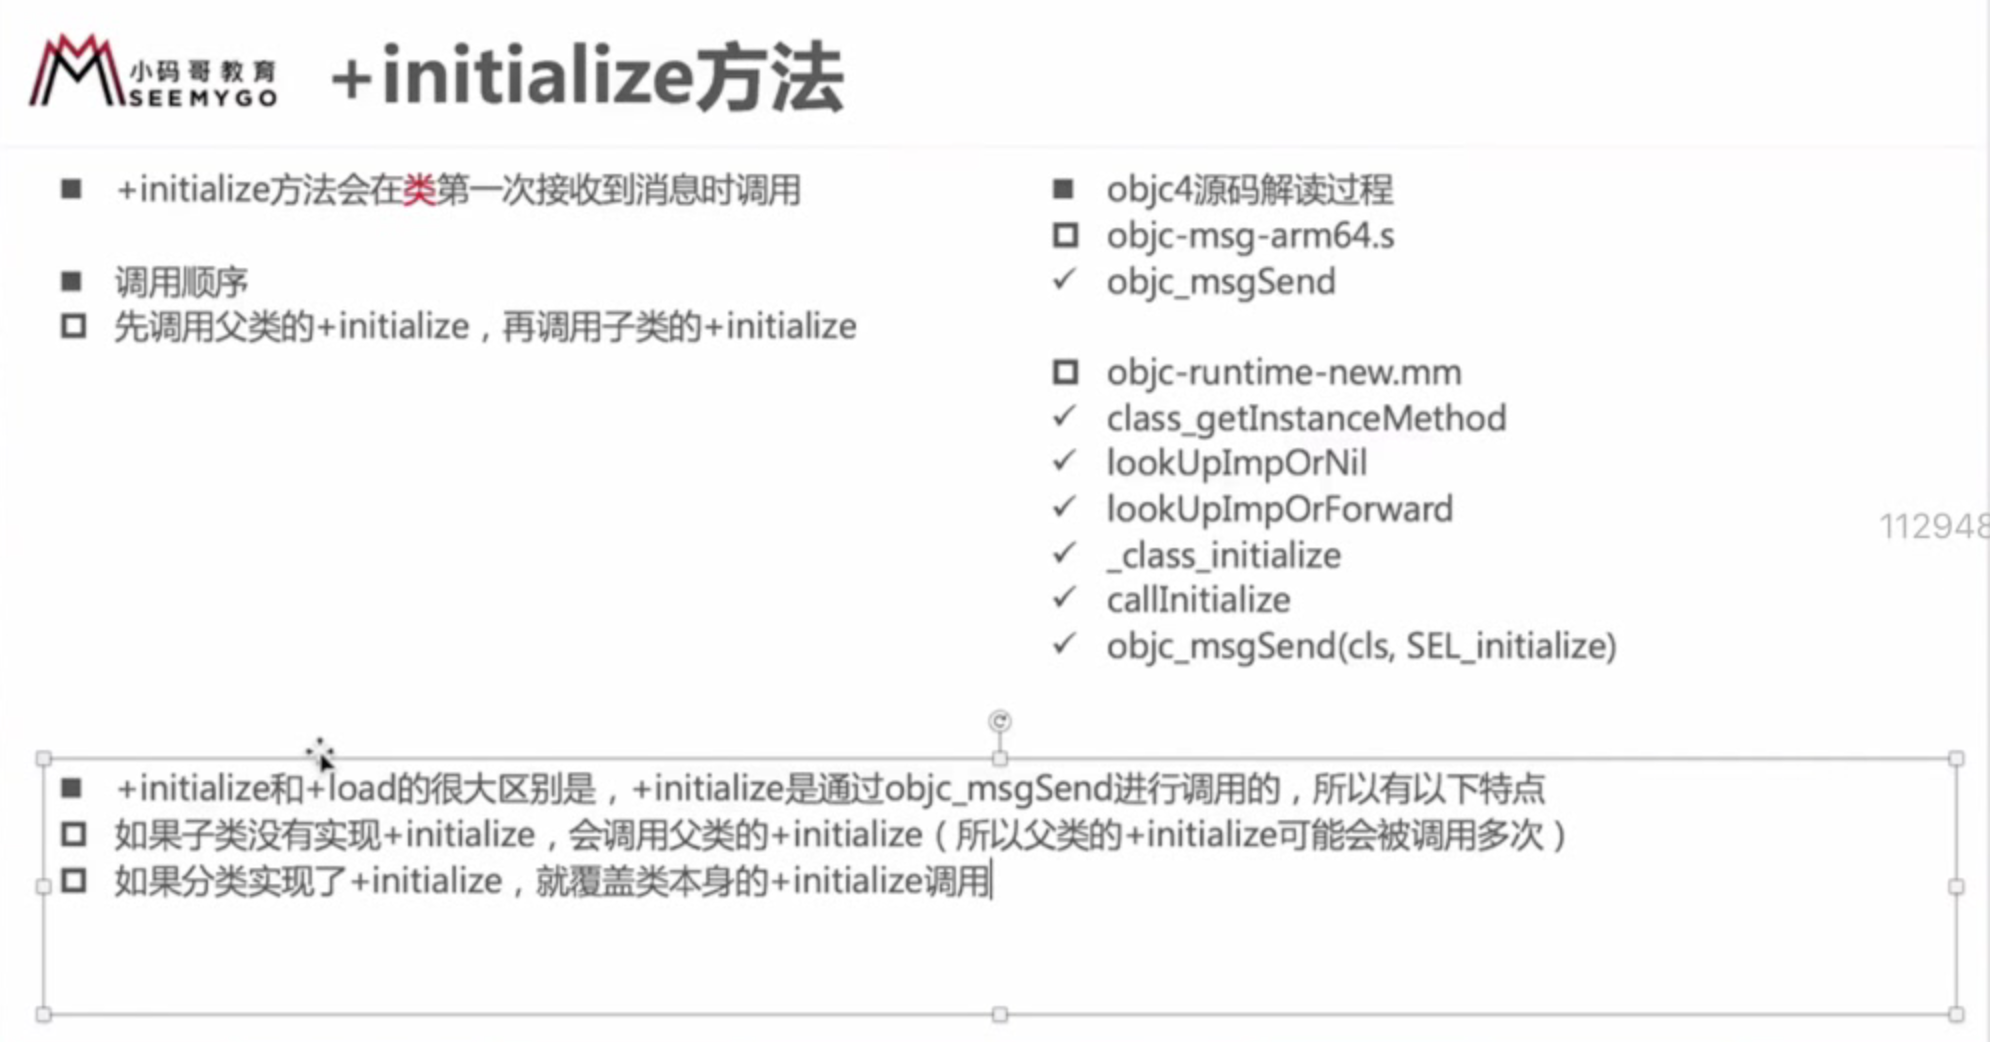 小码哥教育
SEEMYGO
+initialize方法
+initialize方法会在类第一次接收到消息时调用
调用顺序
先调用父类的+initialize，再调用子类的+initialize
objc4源码解读过程
objc-msg-arm64.s
objc_msgSend
objc-runtime-new.mm
class_getInstanceMethod
lookUpImpOrNil
lookUpImpOrForward
_class_initialize
callInitialize
objc_msgSend(cls, SEL_initialize)
112948
+initialize和+load的很大区别是，+initialize是通过objc_msgSend进行调用的，所以有以下特点
如果子类没有实现+initialize，会调用父类的+initialize（所以父类的+initialize可能会被调用多次）
如果分类实现了+initialize，就覆盖类本身的+initialize调用